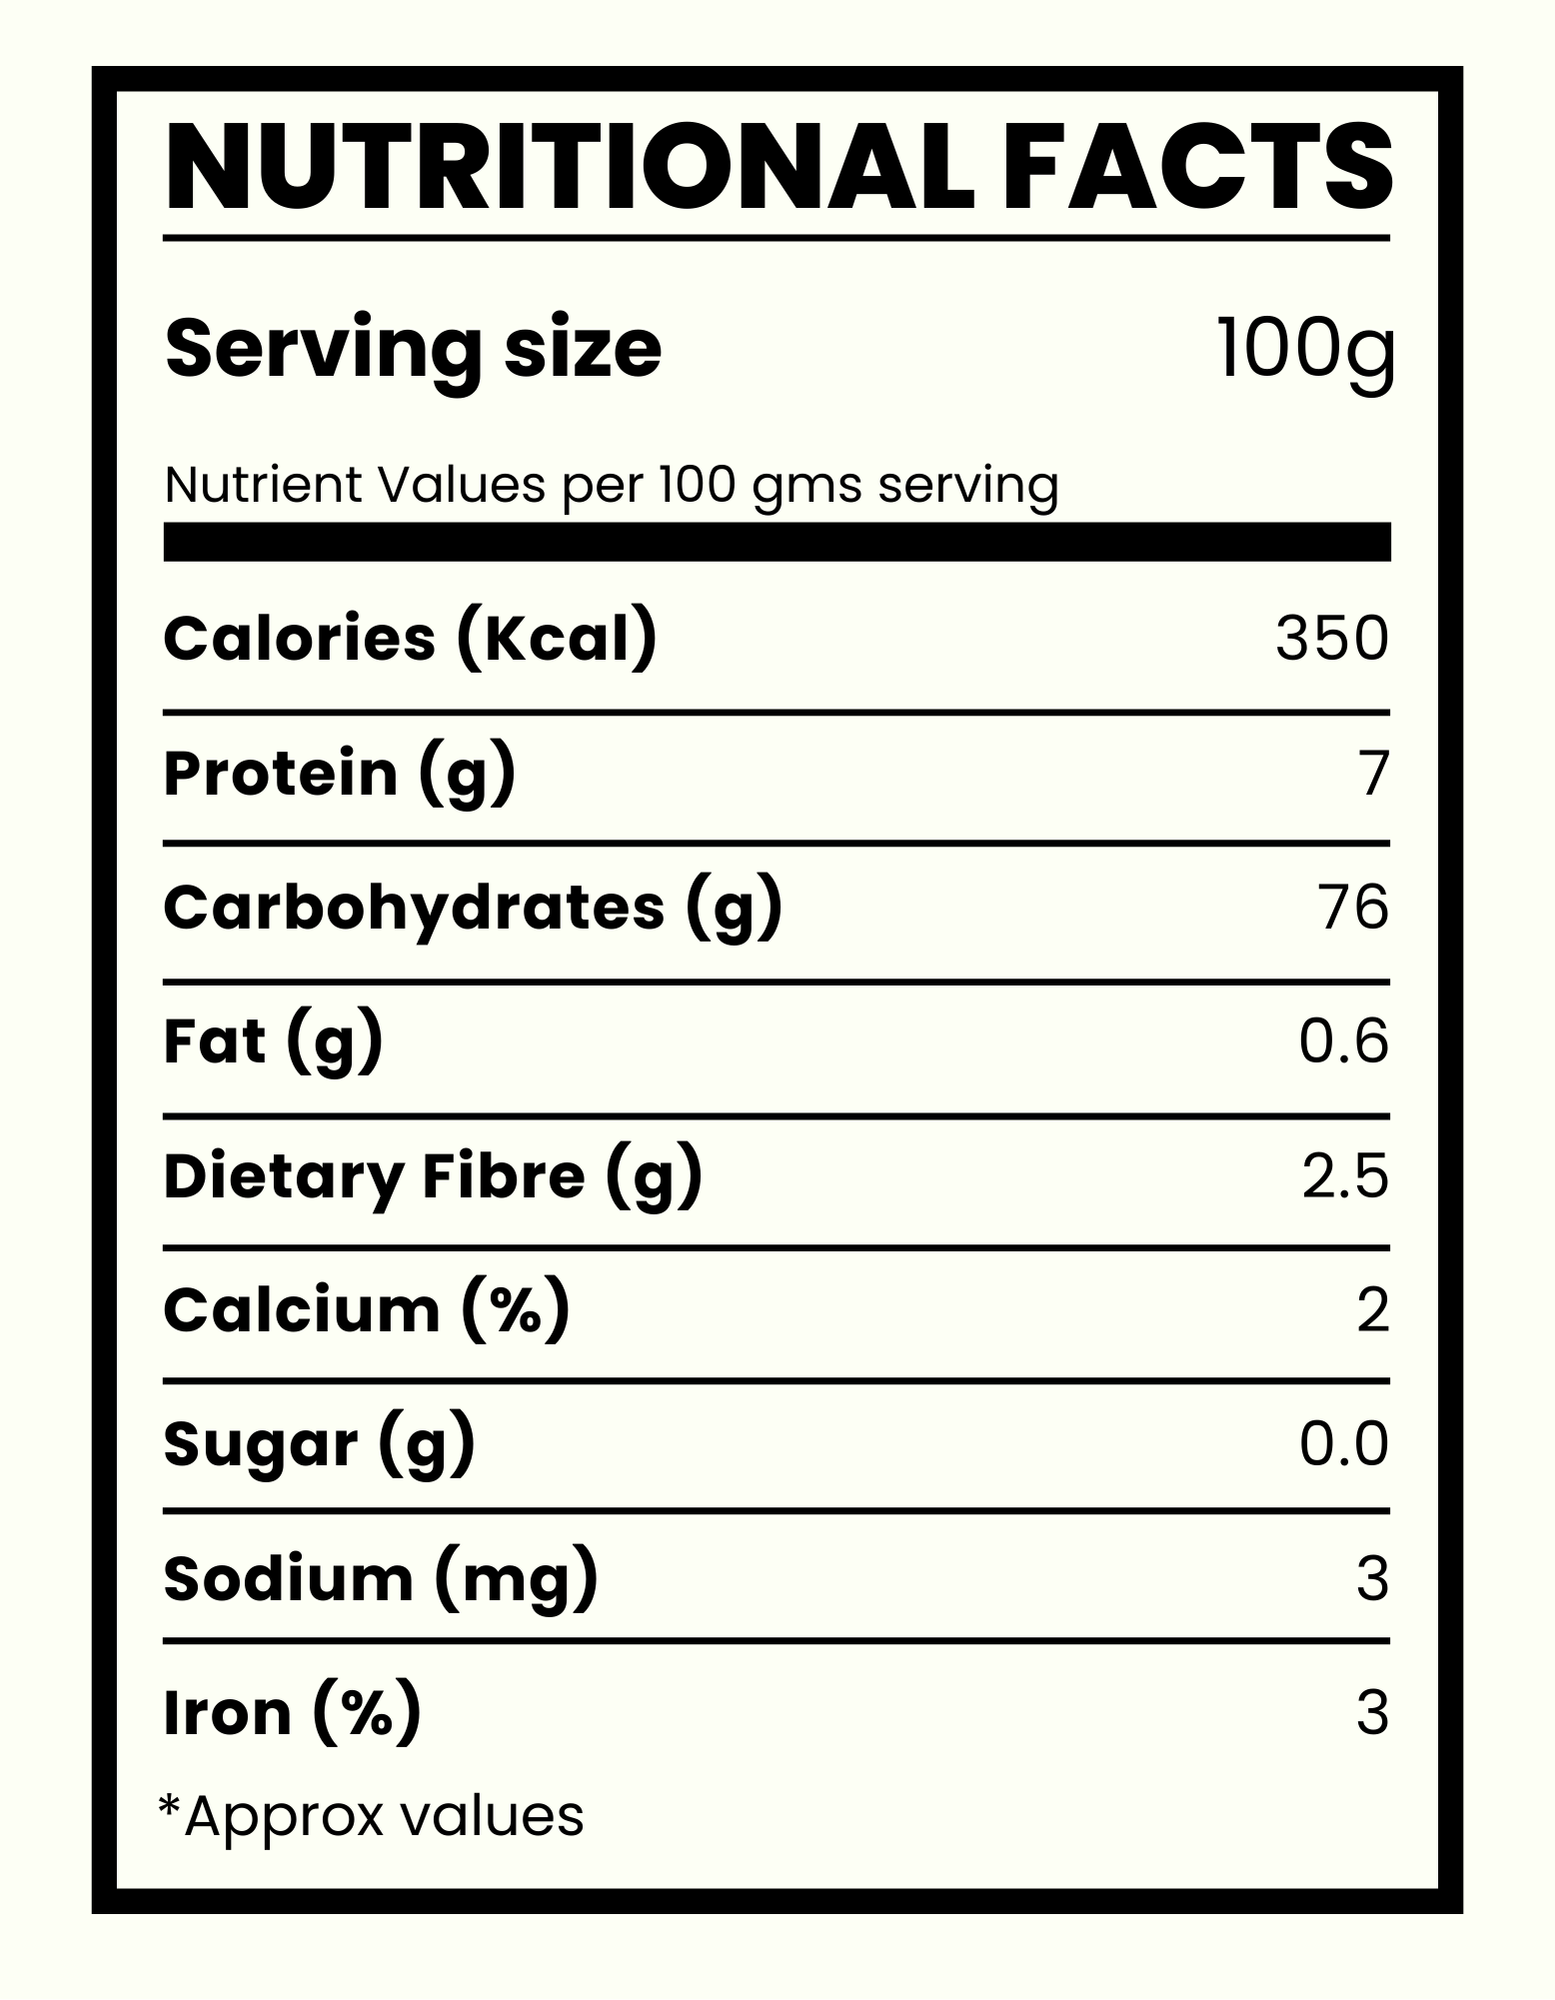 NUTRITIONAL FACTS
Serving size 100g
Nutrient Values per 100 gms serving
Calories (Kcal) 350
Protein (g) 7
Carbohydrates (g) 76
Fat (g) 0.6
Dietary Fibre (g) 2.5
Calcium (%) 2
Sugar (g) 0.0
Sodium (mg) 3
Iron (%) 3
*Approx values